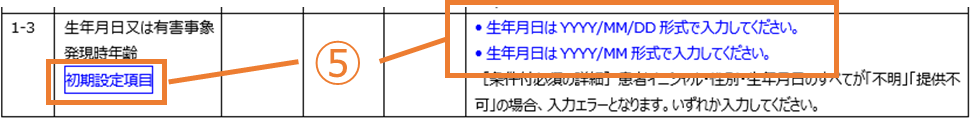 1-3
生年月日又は有害事象
発現時年齢
初期設定項目
⑤
• 生年月日は YYYY/MM/DD 形式で入力してください。
• 生年月日は YYYY/MM 形式で入力してください。
［条件付必須の詳細］患者イニシャル・性別・生年月日のすべてが「不明」「提供不
可」の場合、入力エラーとなります。いずれか入力してください。